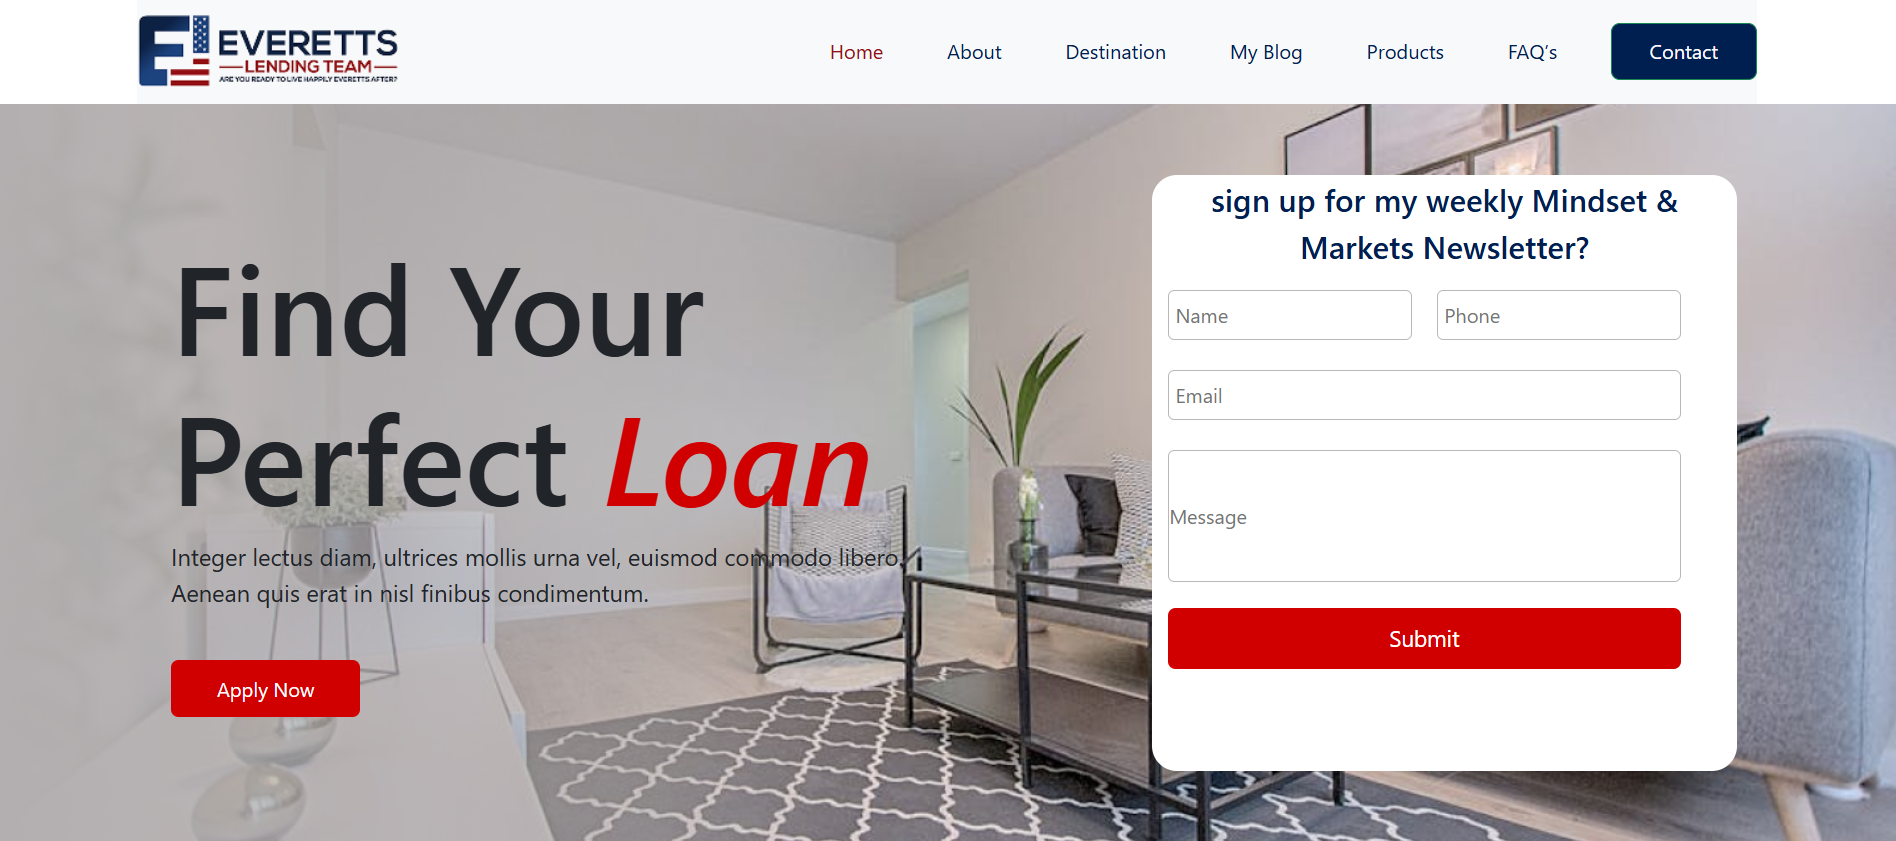 EVERETTS
LENDING TEAM
ARE YOU READY TO LIVE HAPPILY EVERETTS AFTER?
Home About Destination My Blog Products FAQ’s Contact
Find Your
Perfect Loan
Integer lectus diam, ultrices mollis urna vel, euismod commodo libero.
Aenean quis erat in nisl finibus condimentum.
Apply Now
sign up for my weekly Mindset &
Markets Newsletter?
Name Phone
Email
Message
Submit